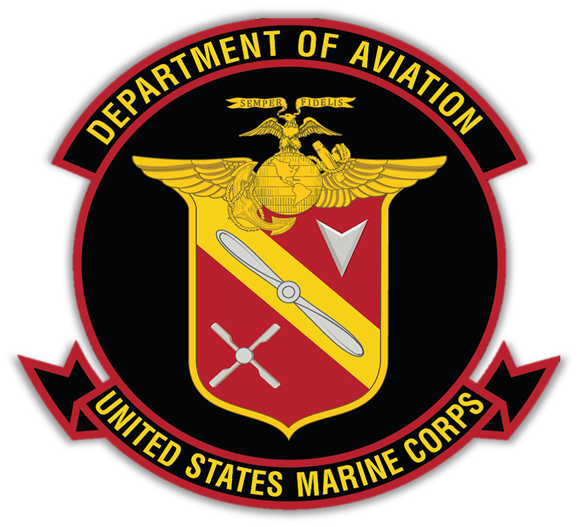 DEPARTMENT OF AVIATION
SEMPER FIDELIS
UNITED STATES MARINE CORPS